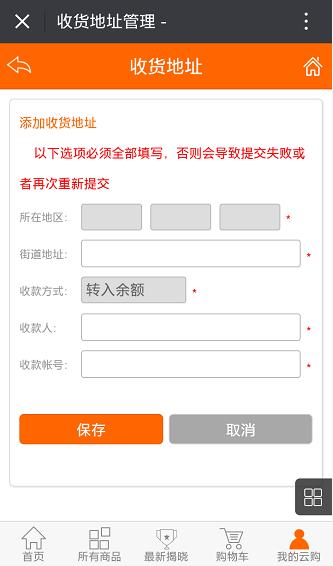 收货地址管理 -
收货地址
添加收货地址
以下选项必须全部填写，否则会导致提交失败或
者再次重新提交
所在地区： *
街道地址： *
收款方式： 转入余额 *
收款人： *
收款帐号： *
保存 取消
首页 所有商品 最新揭晓 购物车 我的云购